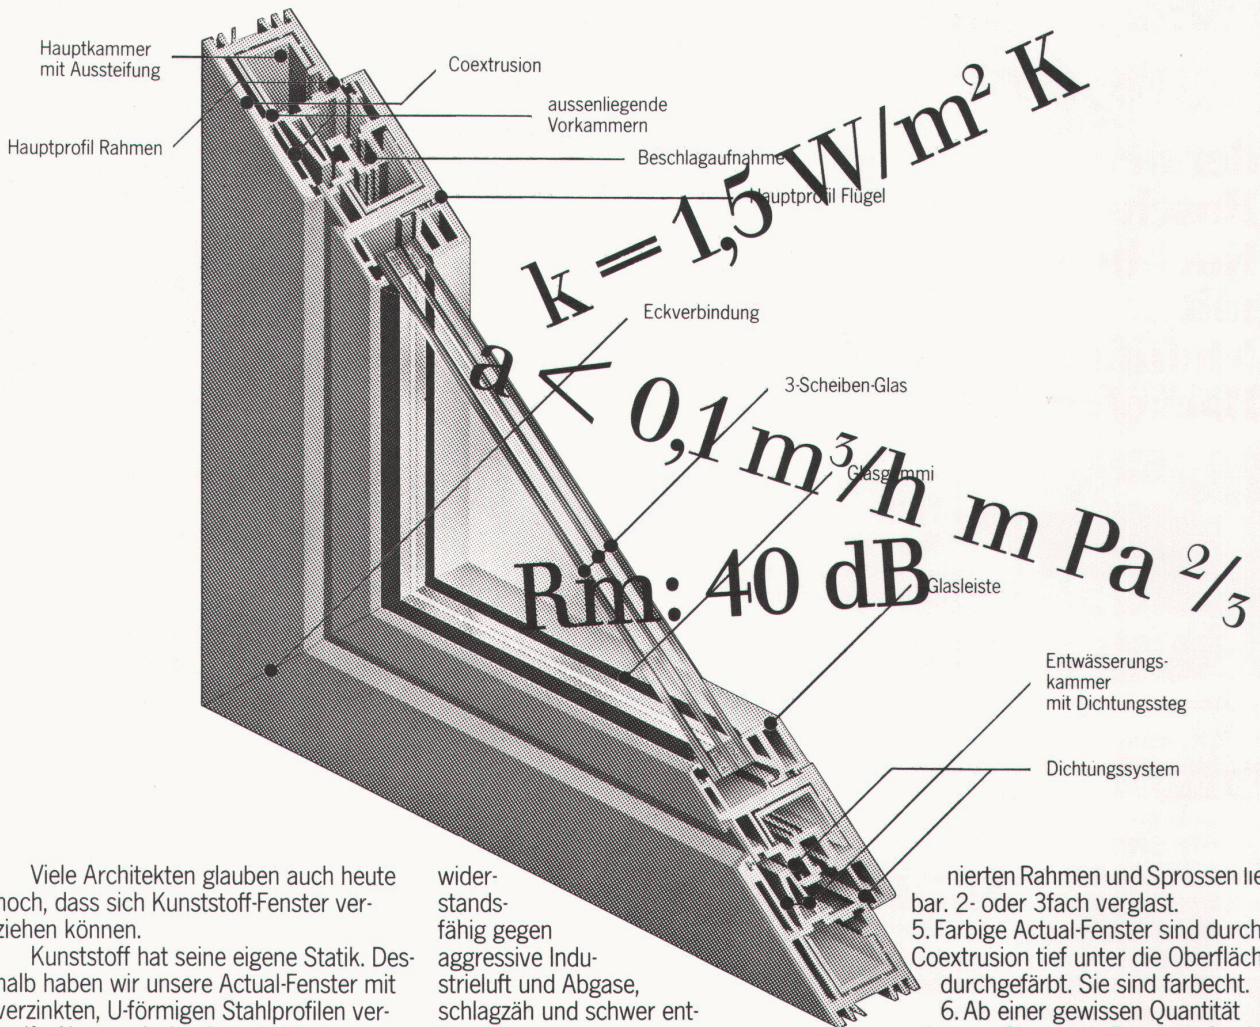 Hauptkammer
mit Aussteifung
Coextrusion
aussenliegende
Vorkammern
Hauptprofil Rahmen
Beschlagaufnahme
Hauptprofil Flügel
k = 1,5 W/m² K
Eckverbindung
a < 0,1 m³/h m Pa ²/₃
3-Scheiben-Glas
Glasgummi
Rm: 40 dB
Glasleiste
Entwässerungs-
kammer
mit Dichtungssteg
Dichtungssystem
Viele Architekten glauben auch heute
noch, dass sich Kunststoff-Fenster ver-
ziehen können.
Kunststoff hat seine eigene Statik. Des-
halb haben wir unsere Actual-Fenster mit
verzinkten, U-förmigen Stahlprofilen ver-
wider-
stands-
fähig gegen
aggressive Indu-
strieluft und Abgase,
schlagzäh und schwer ent-
nierten Rahmen und Sprossen lie
bar. 2- oder 3fach verglast.
5. Farbige Actual-Fenster sind durch
Coextrusion tief unter die Oberfläch
durchgefärbt. Sie sind farbecht.
6. Ab einer gewissen Quantität